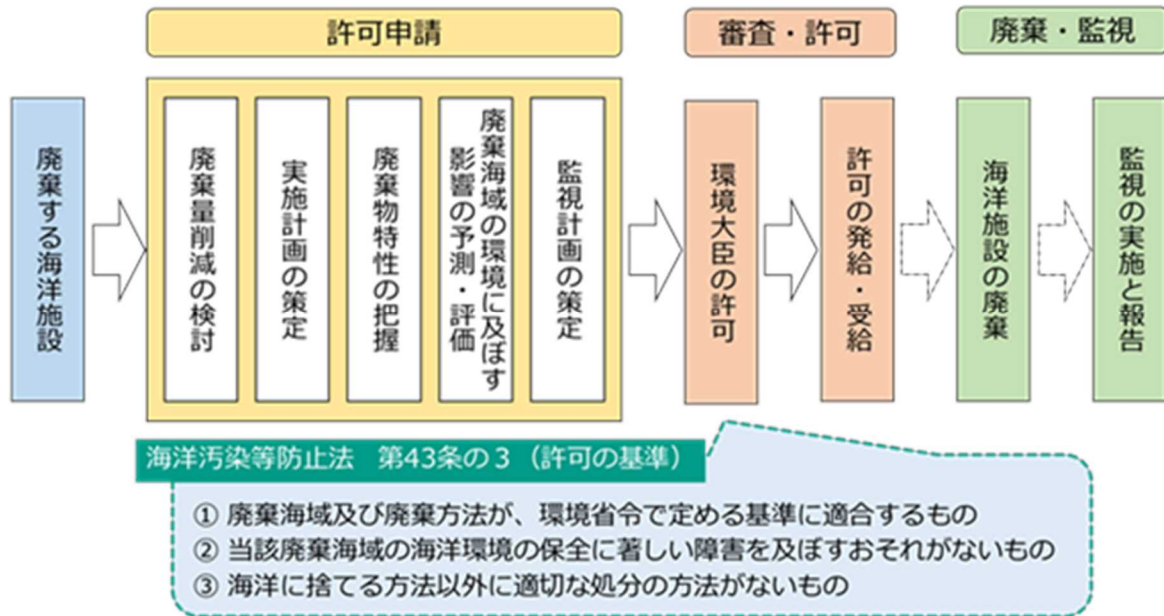 許可申請
審査・許可
廃棄・監視
廃棄する海洋施設
廃棄量削減の検討
実施計画の策定
廃棄物特性の把握
廃棄海域の環境に及ぼす
影響の予測・評価
監視計画の策定
環境大臣の許可
許可の発給・受給
海洋施設の廃棄
監視の実施と報告
海洋汚染等防止法　第43条の3（許可の基準）
① 廃棄海域及び廃棄方法が、環境省令で定める基準に適合するもの
② 当該廃棄海域の海洋環境の保全に著しい障害を及ぼすおそれがないもの
③ 海洋に捨てる方法以外に適切な処分の方法がないもの